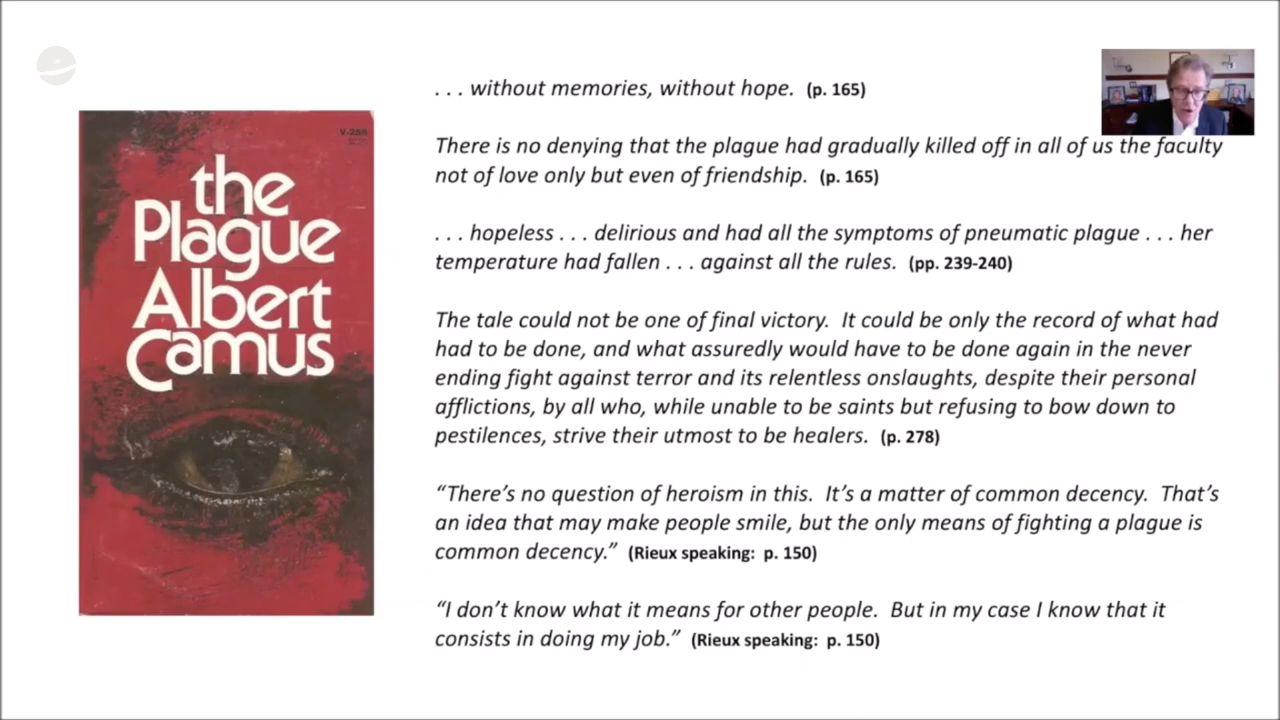 the
Plague
Albert
Camus
V-288
. . . without memories, without hope. (p. 165)
There is no denying that the plague had gradually killed off in all of us the faculty
not of love only but even of friendship. (p. 165)
. . . hopeless . . . delirious and had all the symptoms of pneumatic plague . . . her
temperature had fallen . . . against all the rules. (pp. 239-240)
The tale could not be one of final victory. It could be only the record of what had
had to be done, and what assuredly would have to be done again in the never
ending fight against terror and its relentless onslaughts, despite their personal
afflictions, by all who, while unable to be saints but refusing to bow down to
pestilences, strive their utmost to be healers. (p. 278)
“There’s no question of heroism in this. It’s a matter of common decency. That’s
an idea that may make people smile, but the only means of fighting a plague is
common decency.” (Rieux speaking: p. 150)
“I don’t know what it means for other people. But in my case I know that it
consists in doing my job.” (Rieux speaking: p. 150)